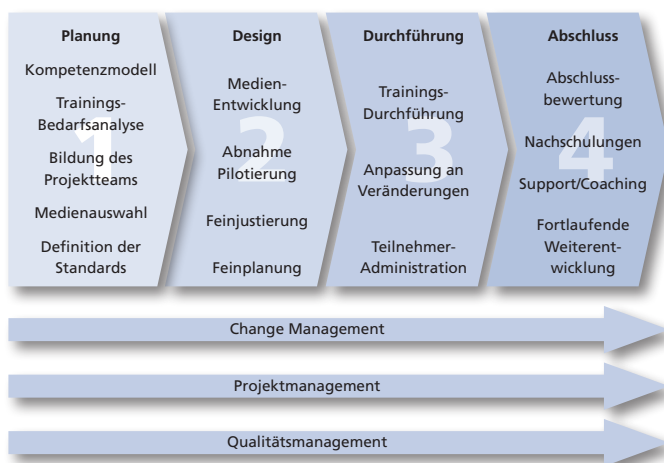 Planung
1
Kompetenzmodell
Trainings-
Bedarfsanalyse
Bildung des
Projektteams
Medienauswahl
Definition der
Standards
Design
2
Medien-
Entwicklung
Abnahme
Pilotierung
Feinjustierung
Feinplanung
Durchführung
3
Trainings-
Durchführung
Anpassung an
Veränderungen
Teilnehmer-
Administration
Abschluss
4
Abschluss-
bewertung
Nachschulungen
Support/Coaching
Fortlaufende
Weiterent-
wicklung
Change Management
Projektmanagement
Qualitätsmanagement